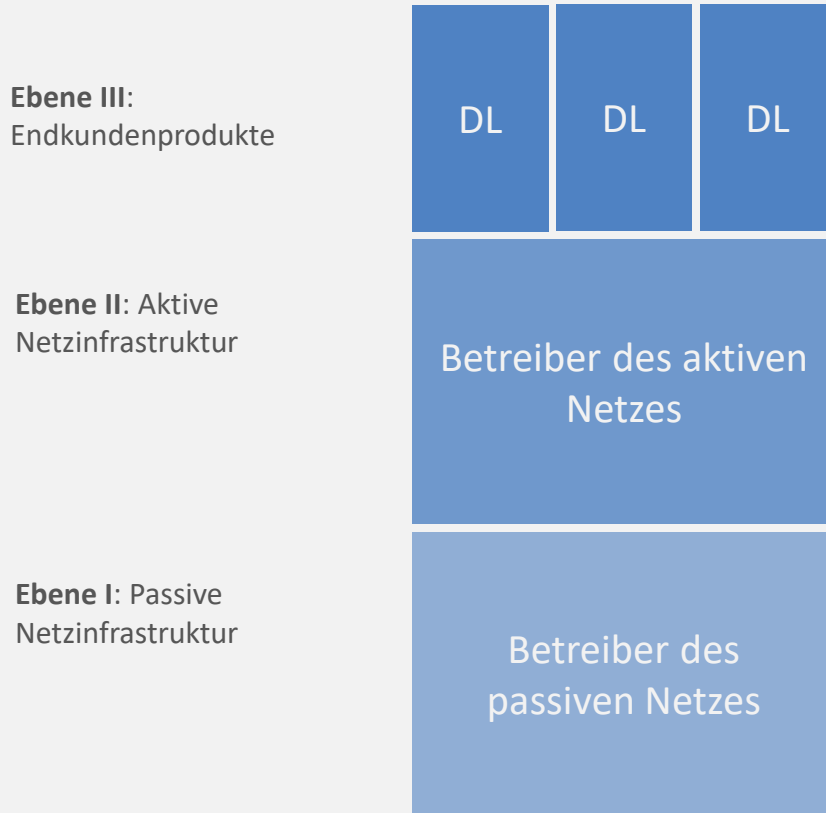 Ebene III:
Endkundenprodukte
DL DL DL
Ebene II: Aktive
Netzinfrastruktur
Betreiber des aktiven
Netzes
Ebene I: Passive
Netzinfrastruktur
Betreiber des
passiven Netzes